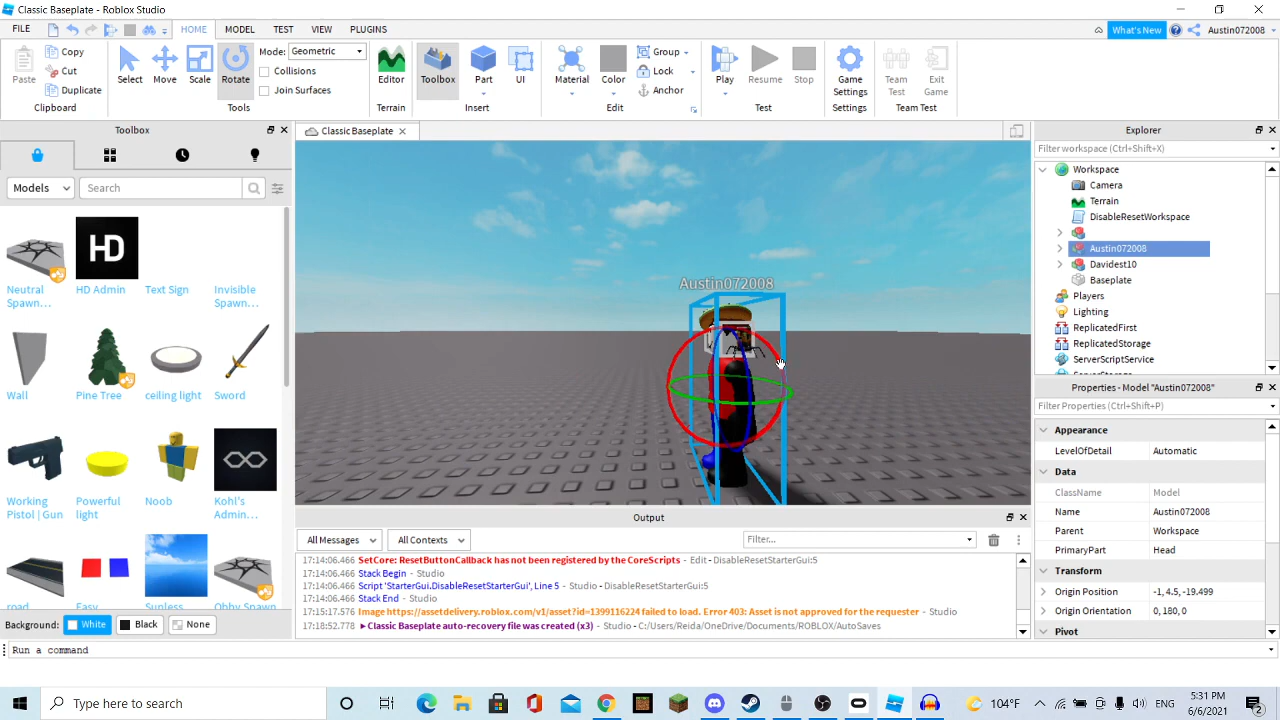 Classic Baseplate - Roblox Studio
FILE HOME MODEL TEST VIEW PLUGINS What's New Austin072008
Paste Copy Cut Duplicate Clipboard
Select Move Scale Rotate Mode: Geometric Collisions Join Surfaces Tools
Editor Terrain
Toolbox Part UI Insert
Material Color Group Lock Anchor Edit
Play Resume Stop Test
Game Settings Settings
Team Test Exit Game Team Test
Toolbox
Models Search
Neutral Spawn... HD Admin Text Sign Invisible Spawn...
HD
Wall Pine Tree ceiling light Sword
Working Pistol | Gun Powerful light Noob Kohl's Admin...
road Easy Sunless Obby Spawn
Background: White Black None
Classic Baseplate
Austin072008
Output
All Messages All Contexts Filter...
17:14:06.466 SetCore: ResetButtonCallback has not been registered by the CoreScripts - Edit - DisableResetStarterGui:5
17:14:06.466 Stack Begin - Studio
17:14:06.466 Script 'StarterGui.DisableResetStarterGui', Line 5 - Studio - DisableResetStarterGui:5
17:14:06.466 Stack End - Studio
17:15:17.576 Image https://assetdelivery.roblox.com/v1/asset?id=1399116224 failed to load. Error 403: Asset is not approved for the requester - Studio
17:18:52.778 ►Classic Baseplate auto-recovery file was created (x3) - Studio - C:/Users/Reida/OneDrive/Documents/ROBLOX/AutoSaves
Explorer
Filter workspace (Ctrl+Shift+X)
Workspace
Camera
Terrain
DisableResetWorkspace
Austin072008
Davidest10
Baseplate
Players
Lighting
ReplicatedFirst
ReplicatedStorage
ServerScriptService
Properties - Model "Austin072008"
Filter Properties (Ctrl+Shift+P)
Appearance
LevelOfDetail Automatic
Data
ClassName Model
Name Austin072008
Parent Workspace
PrimaryPart Head
Transform
Origin Position -1, 4.5, -19.499
Origin Orientation 0, 180, 0
Pivot
Run a command
Type here to search
104°F
5:31 PM
6/6/2021
2